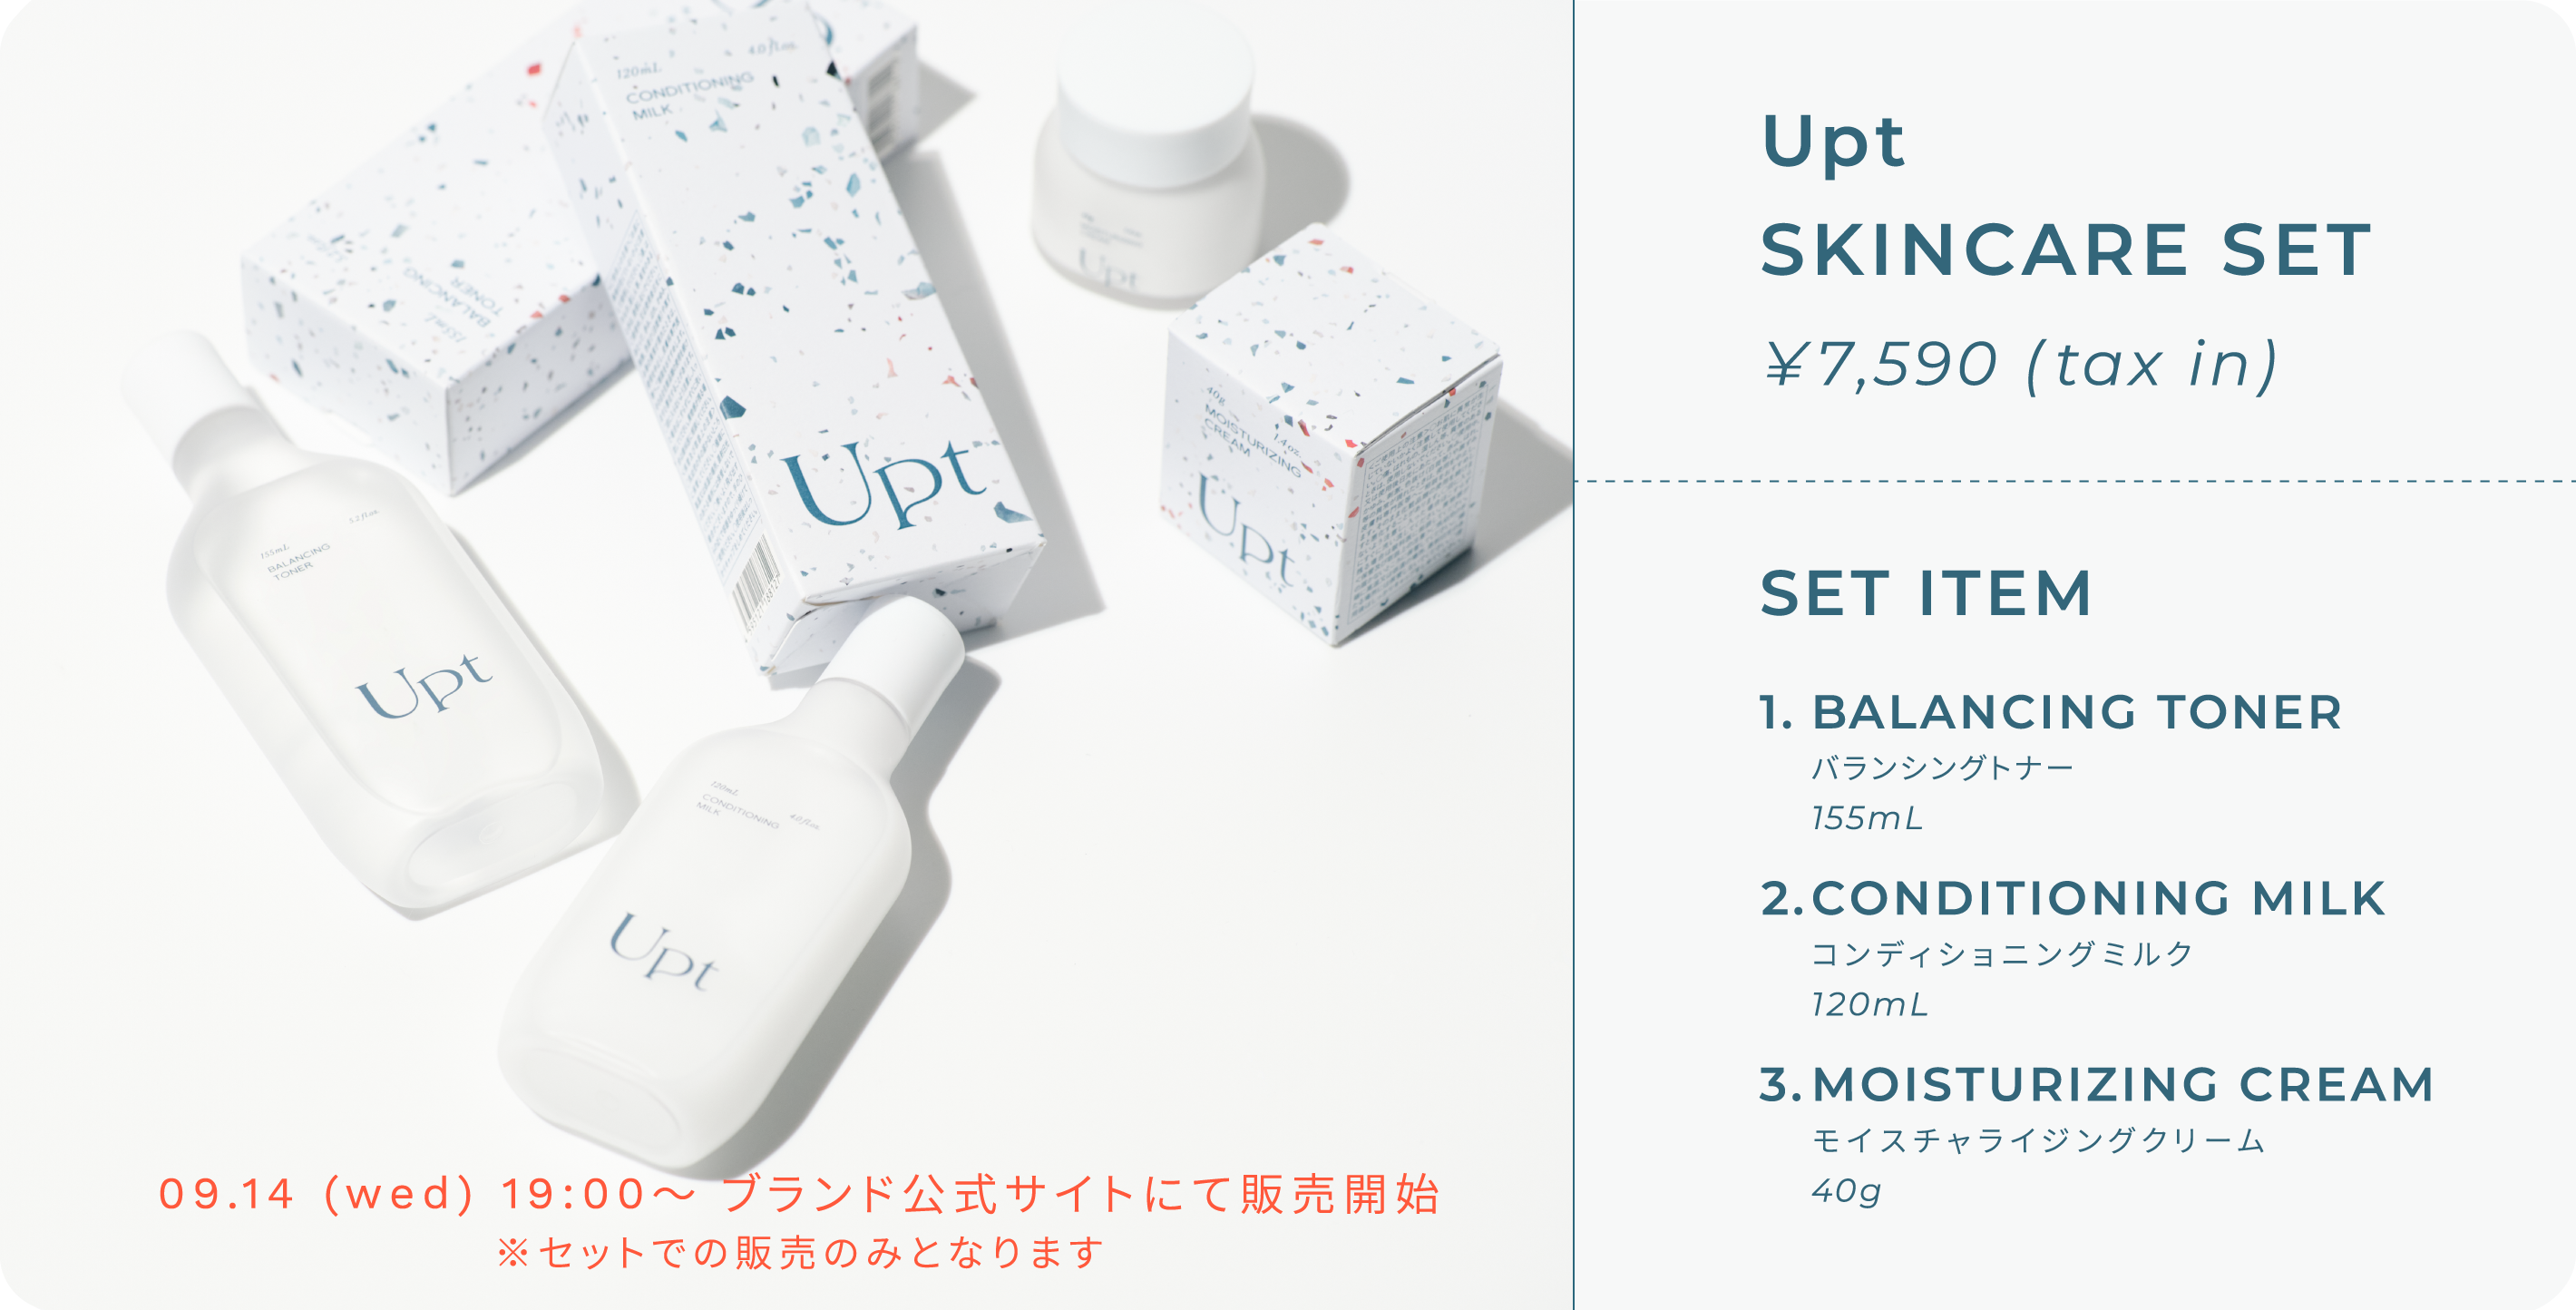 120mL 4.0 fl.oz.
CONDITIONING
MILK
Upt
155mL
BALANCING
TONER
Upt
40g 1.4 oz.
MOISTURIZING
CREAM
Upt
155mL 5.2 fl.oz.
BALANCING
TONER
Upt
120mL
CONDITIONING
MILK 4.0 fl.oz.
Upt
09.14 (wed) 19:00〜 ブランド公式サイトにて販売開始
※セットでの販売のみとなります
Upt
SKINCARE SET
¥7,590 (tax in)
SET ITEM
1. BALANCING TONER
バランシングトナー
155mL
2. CONDITIONING MILK
コンディショニングミルク
120mL
3. MOISTURIZING CREAM
モイスチャライジングクリーム
40g